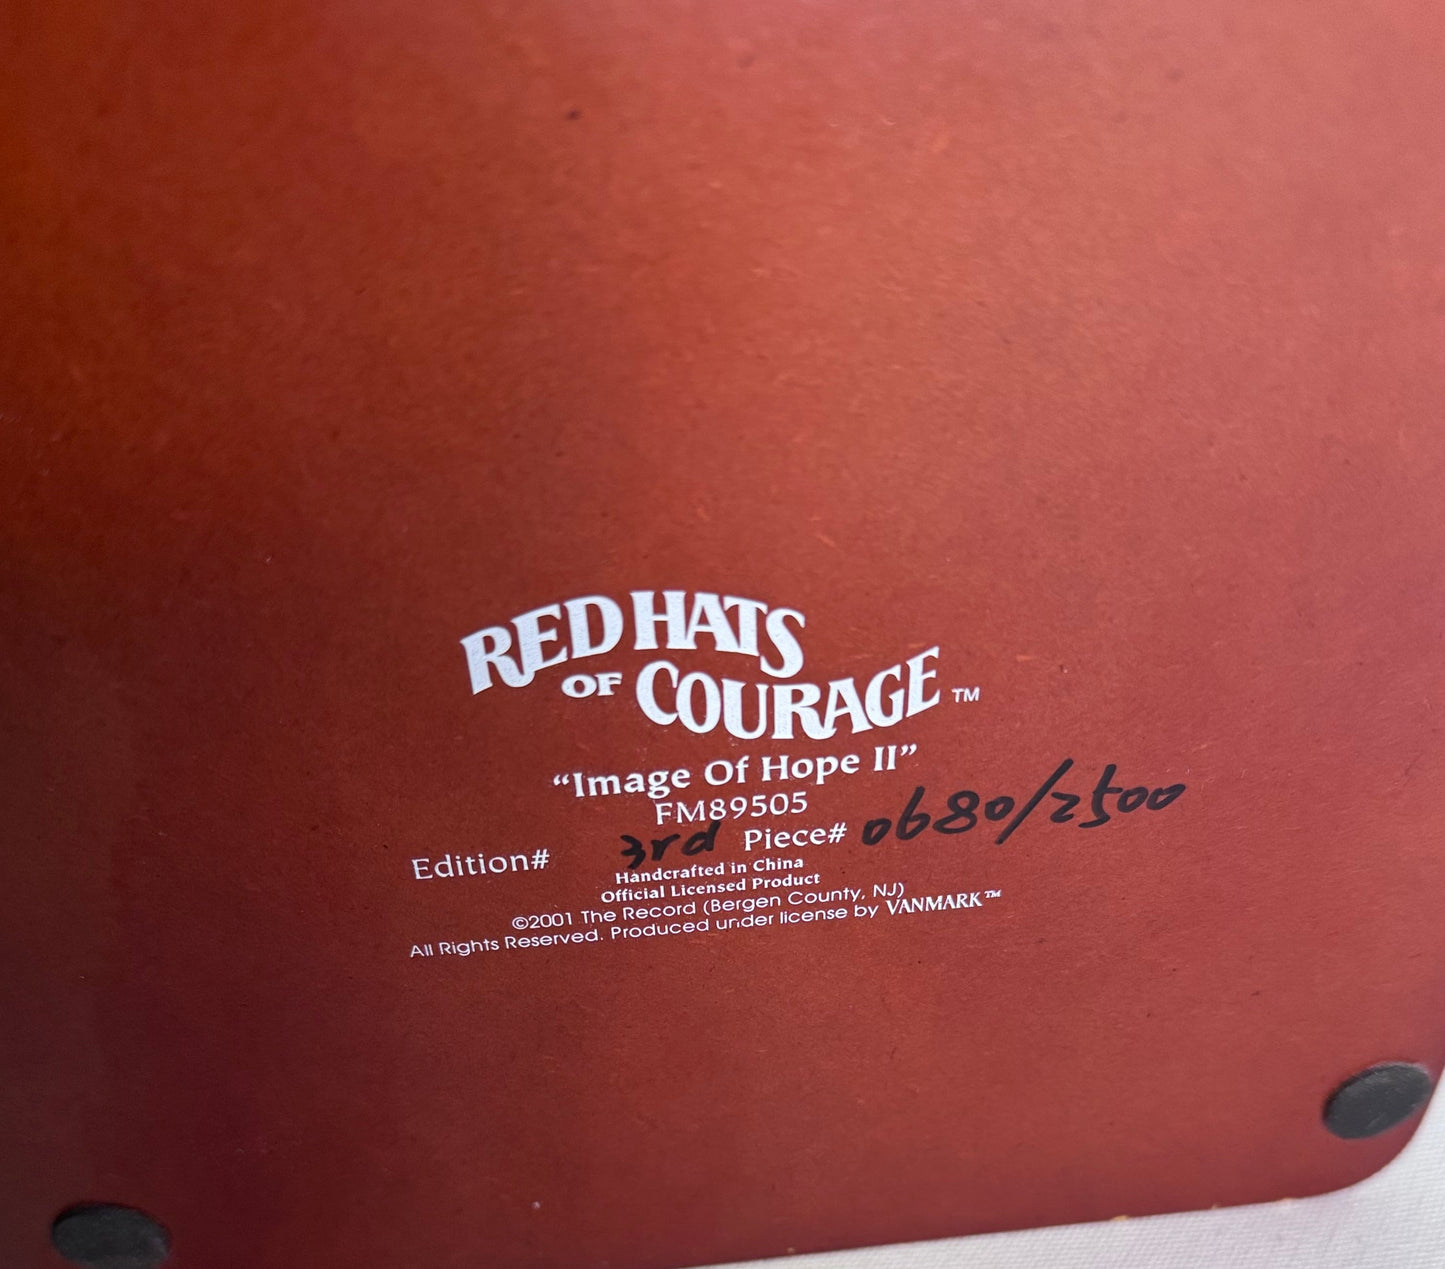 RED HATS
OF COURAGE™
“Image Of Hope II”
FM89505
Edition# 3rd Piece# 0680/2500
Handcrafted in China
Official Licensed Product
©2001 The Record (Bergen County, NJ)
All Rights Reserved. Produced under license by VANMARK™